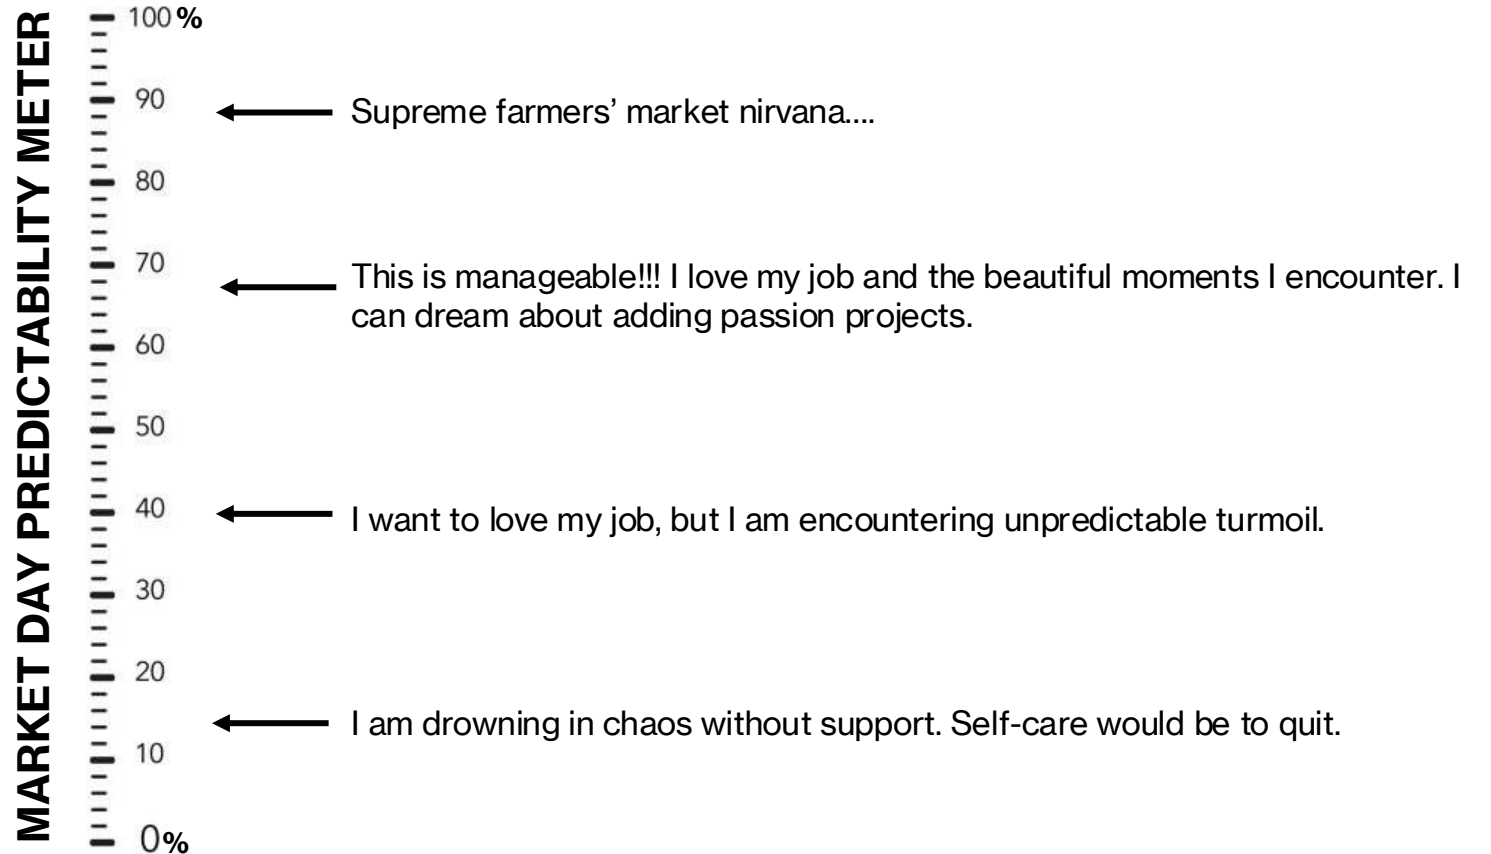 MARKET DAY PREDICTABILITY METER
100%
90
Supreme farmers’ market nirvana....
80
70
This is manageable!!! I love my job and the beautiful moments I encounter. I
can dream about adding passion projects.
60
50
40
I want to love my job, but I am encountering unpredictable turmoil.
30
20
I am drowning in chaos without support. Self-care would be to quit.
10
0%